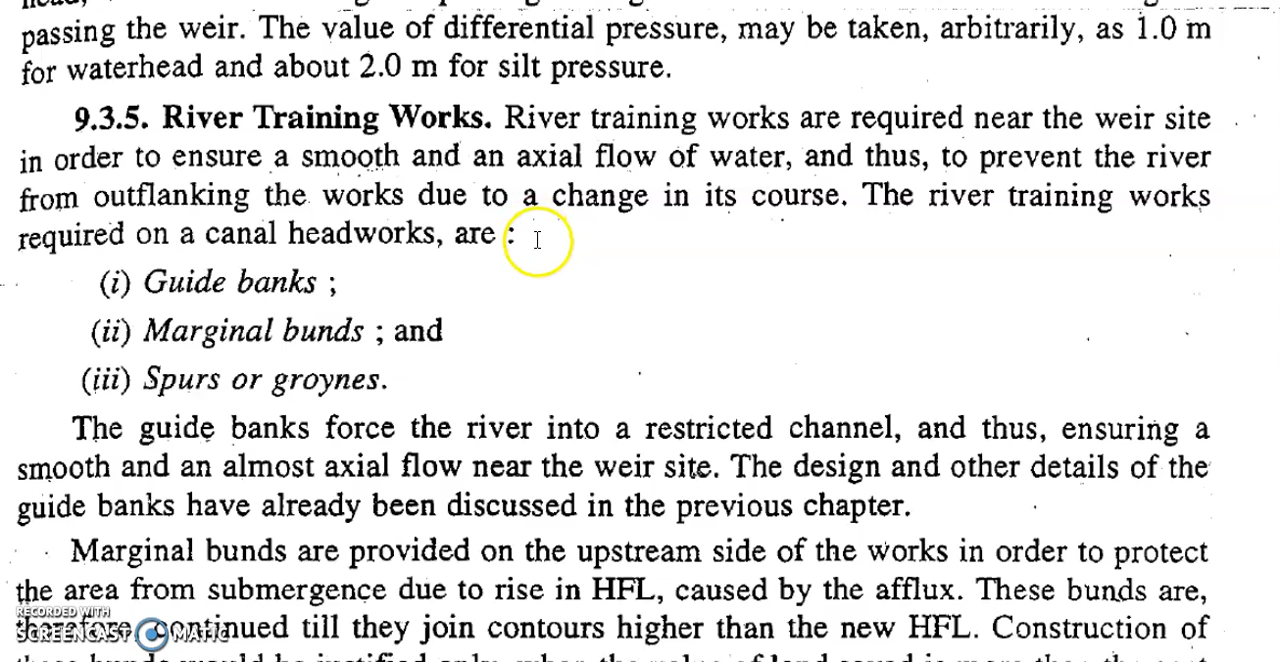 passing the weir. The value of differential pressure, may be taken, arbitrarily, as 1.0 m
for waterhead and about 2.0 m for silt pressure.
9.3.5. River Training Works. River training works are required near the weir site
in order to ensure a smooth and an axial flow of water, and thus, to prevent the river
from outflanking the works due to a change in its course. The river training works
required on a canal headworks, are :
(i) Guide banks ;
(ii) Marginal bunds ; and
(iii) Spurs or groynes.
The guide banks force the river into a restricted channel, and thus, ensuring a
smooth and an almost axial flow near the weir site. The design and other details of the
guide banks have already been discussed in the previous chapter.
Marginal bunds are provided on the upstream side of the works in order to protect
the area from submergence due to rise in HFL, caused by the afflux. These bunds are,
RECORDED WITH
therefore, continued till they join contours higher than the new HFL. Construction of
SCREENCAST MATIC